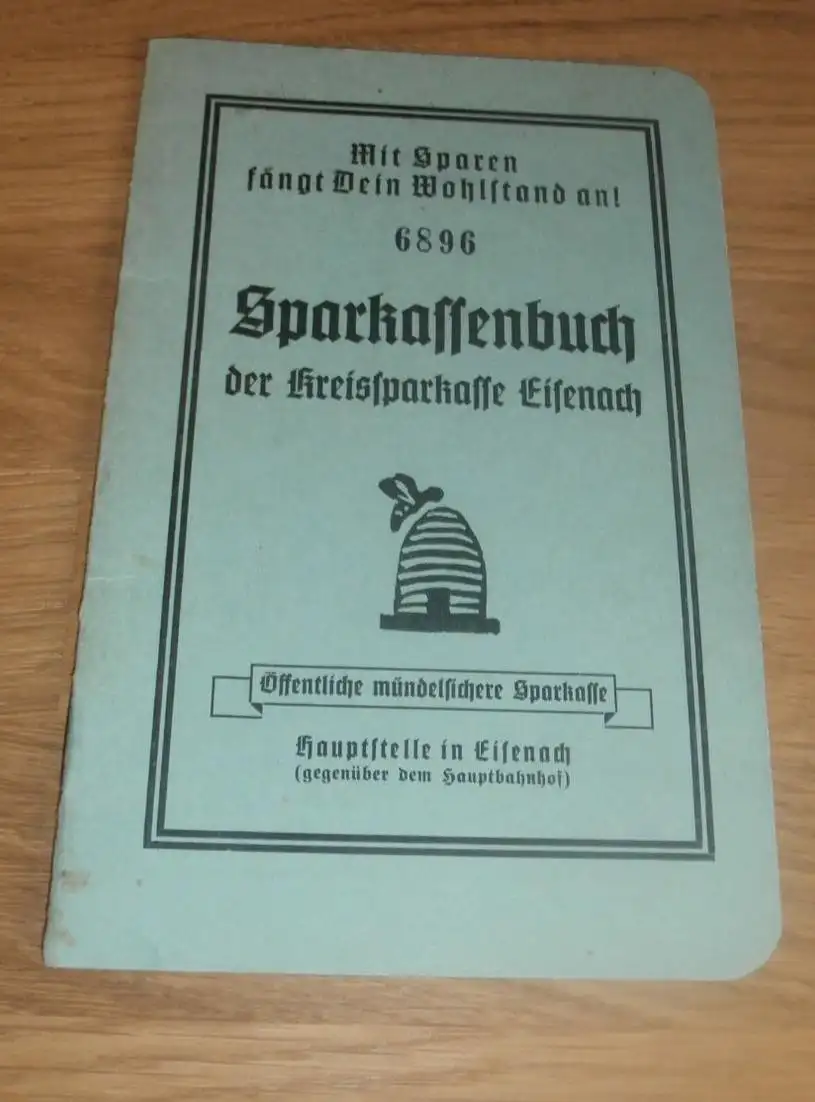 Mit Sparen
fängt Dein Wohlſtand an!
6896
Sparkaſſenbuch
der Kreisſparkaſſe Eiſenach
Öffentliche mündelſichere Sparkaſſe
Hauptſtelle in Eiſenach
(gegenüber dem Hauptbahnhof)